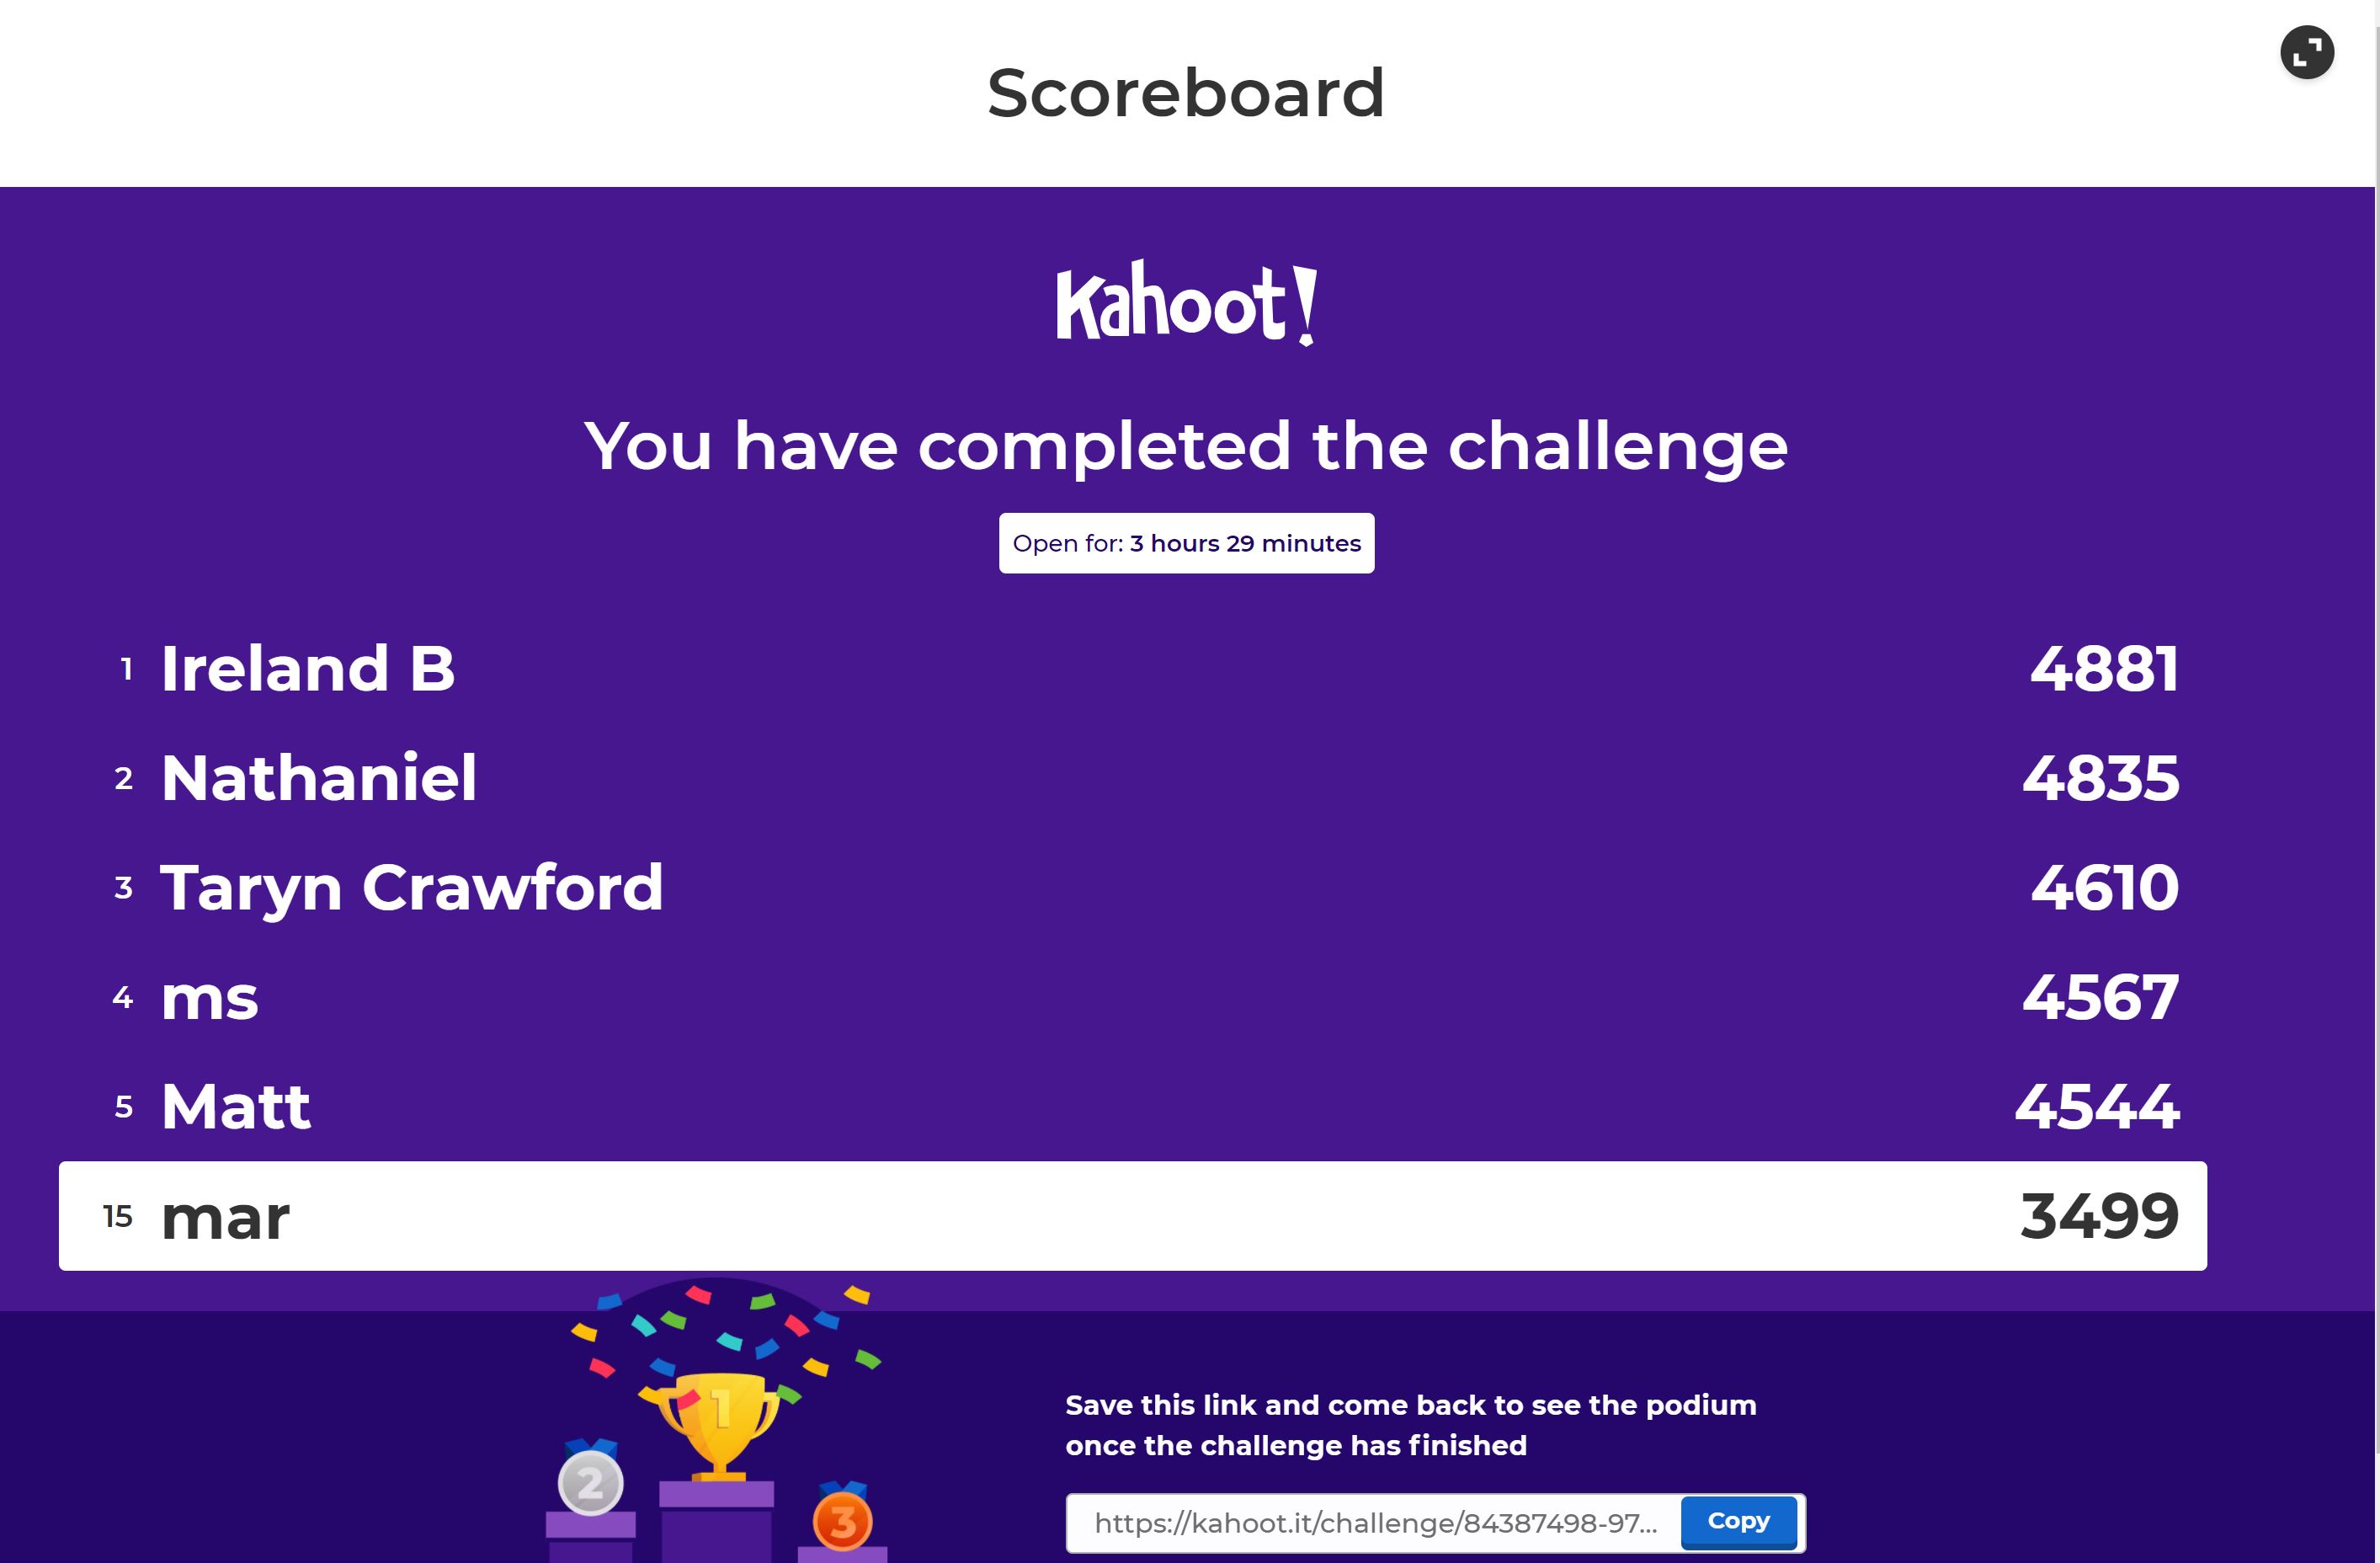 Scoreboard
Kahoot!
You have completed the challenge
Open for: 3 hours 29 minutes
1 Ireland B 4881
2 Nathaniel 4835
3 Taryn Crawford 4610
4 ms 4567
5 Matt 4544
15 mar 3499
1
2
3
Save this link and come back to see the podium
once the challenge has finished
https://kahoot.it/challenge/84387498-97... Copy